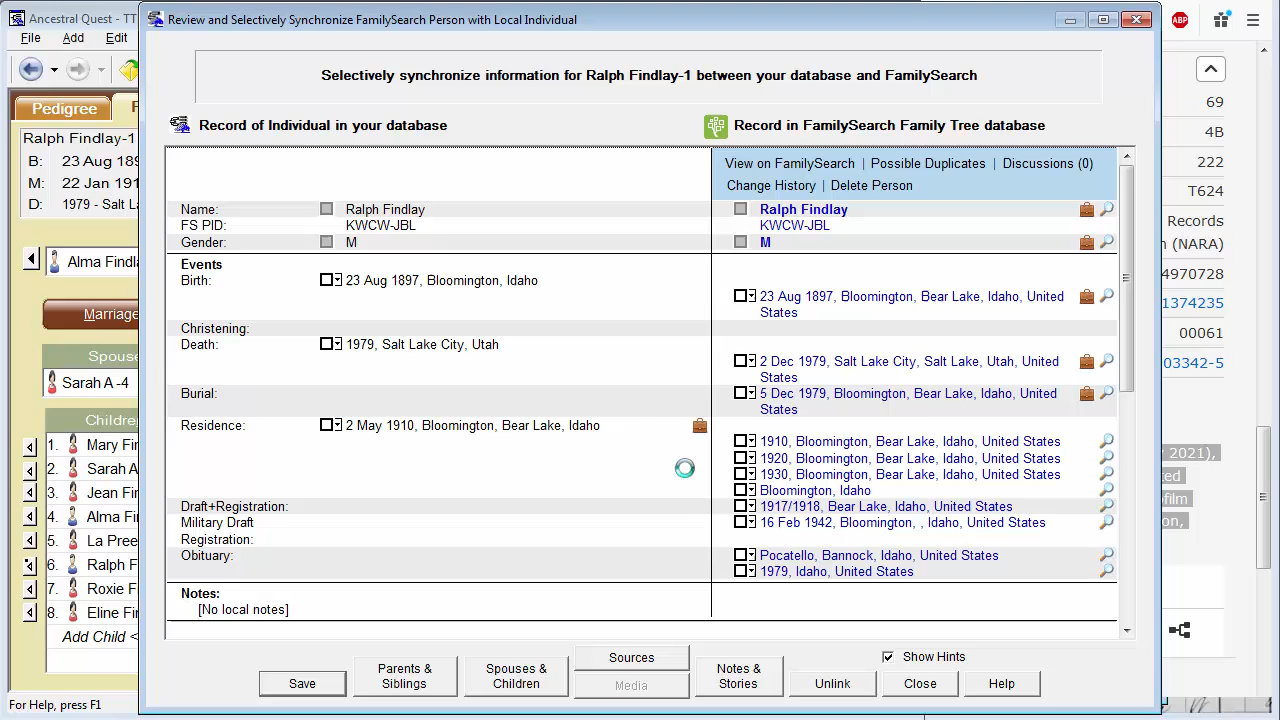 Ancestral Quest - TT
Review and Selectively Synchronize FamilySearch Person with Local Individual
ABP
File Add Edit
Selectively synchronize information for Ralph Findlay-1 between your database and FamilySearch
Pedigree F
Record of Individual in your database
Record in FamilySearch Family Tree database
69
4B
222
T624
Records
n (NARA)
4970728
1374235
00061
03342-5
y 2021),
ted
ofilm
on,
Ralph Findlay-1
B: 23 Aug 189
M: 22 Jan 191
D: 1979 - Salt L
Alma Findl
Marriage
Spous
Sarah A -4
Children
1. Mary Fin
2. Sarah A
3. Jean Fin
4. Alma Fin
5. La Pree
6. Ralph F
7. Roxie F
8. Eline Fin
Add Child <
For Help, press F1
View on FamilySearch | Possible Duplicates | Discussions (0)
Change History | Delete Person
Name: Ralph Findlay Ralph Findlay
FS PID: KWCW-JBL KWCW-JBL
Gender: M M
Events
Birth: 23 Aug 1897, Bloomington, Idaho
23 Aug 1897, Bloomington, Bear Lake, Idaho, United
States
Christening:
Death: 1979, Salt Lake City, Utah
2 Dec 1979, Salt Lake City, Salt Lake, Utah, United
States
Burial: 5 Dec 1979, Bloomington, Bear Lake, Idaho, United
States
Residence: 2 May 1910, Bloomington, Bear Lake, Idaho
1910, Bloomington, Bear Lake, Idaho, United States
1920, Bloomington, Bear Lake, Idaho, United States
1930, Bloomington, Bear Lake, Idaho, United States
Bloomington, Idaho
Draft+Registration: 1917/1918, Bear Lake, Idaho, United States
Military Draft 16 Feb 1942, Bloomington, , Idaho, United States
Registration:
Obituary: Pocatello, Bannock, Idaho, United States
1979, Idaho, United States
Notes:
[No local notes]
Save
Parents &
Siblings
Spouses &
Children
Sources
Media
Notes &
Stories
Show Hints
Unlink
Close
Help